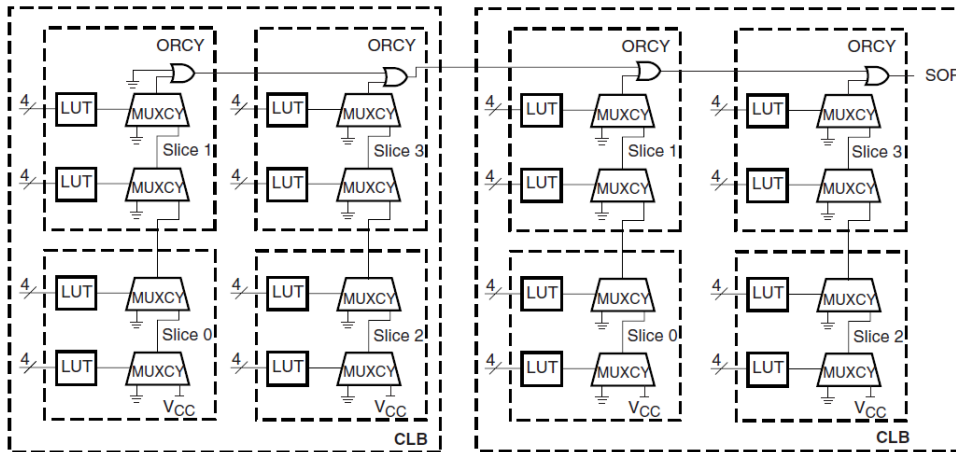 ORCY ORCY ORCY ORCY
4 LUT MUXCY 4 LUT MUXCY 4 LUT MUXCY 4 LUT MUXCY SOP
Slice 1 Slice 3 Slice 1 Slice 3
4 LUT MUXCY 4 LUT MUXCY 4 LUT MUXCY 4 LUT MUXCY
4 LUT MUXCY 4 LUT MUXCY 4 LUT MUXCY 4 LUT MUXCY
Slice 0 Slice 2 Slice 0 Slice 2
4 LUT MUXCY 4 LUT MUXCY 4 LUT MUXCY 4 LUT MUXCY
VCC VCC VCC VCC
CLB CLB